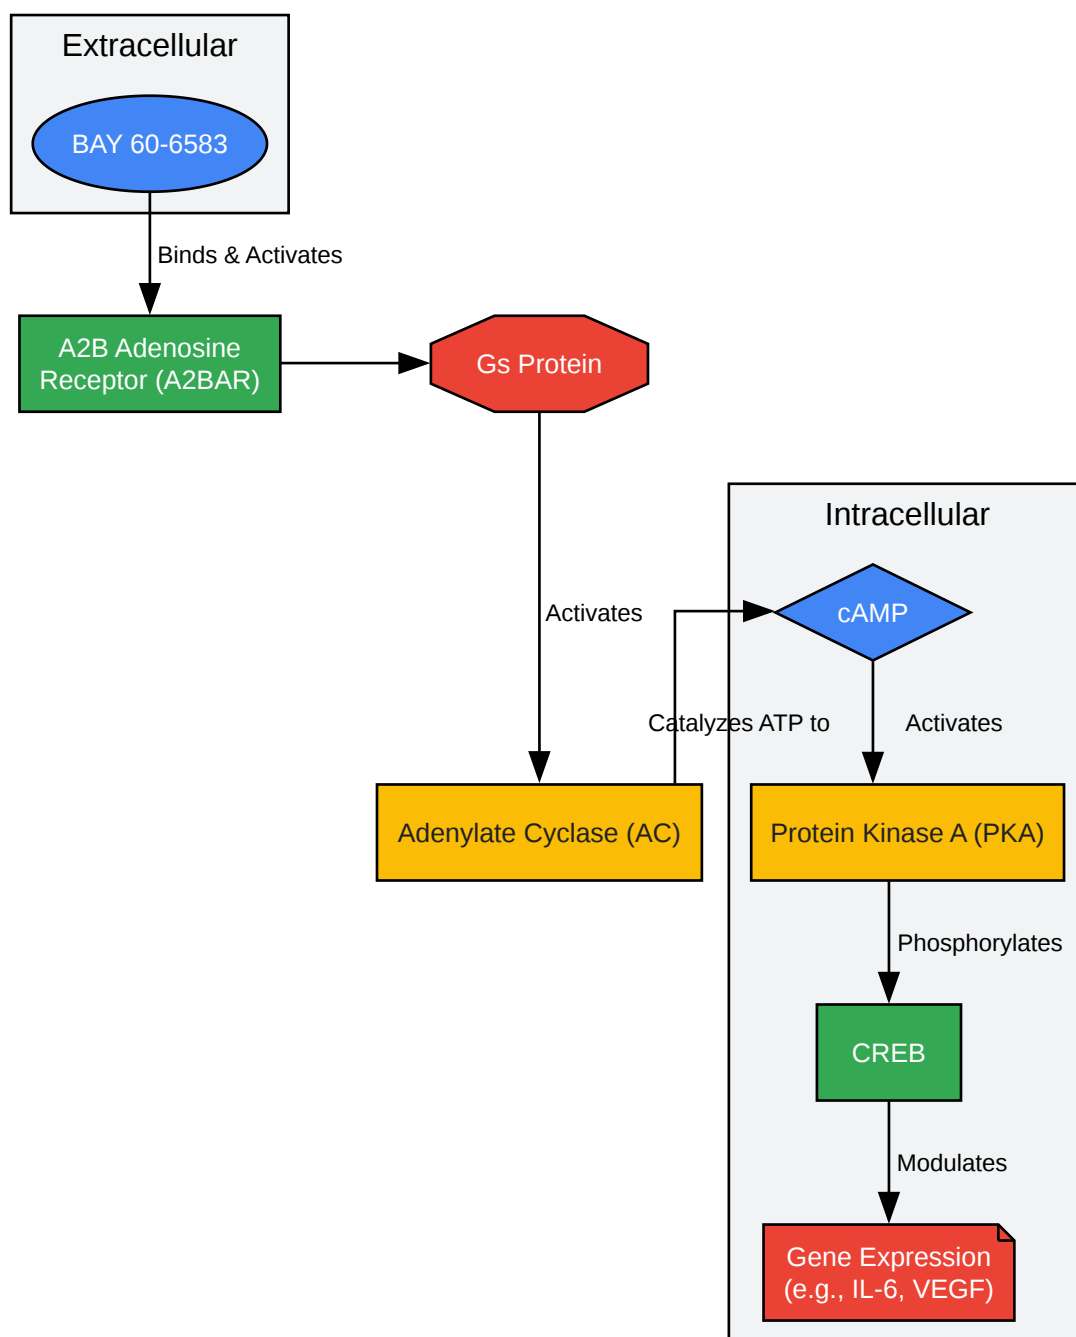 Extracellular
BAY 60-6583
Binds & Activates
A2B Adenosine
Receptor (A2BAR)
Gs Protein
Intracellular
Activates
cAMP
Catalyzes ATP to
Activates
Adenylate Cyclase (AC)
Protein Kinase A (PKA)
Phosphorylates
CREB
Modulates
Gene Expression
(e.g., IL-6, VEGF)